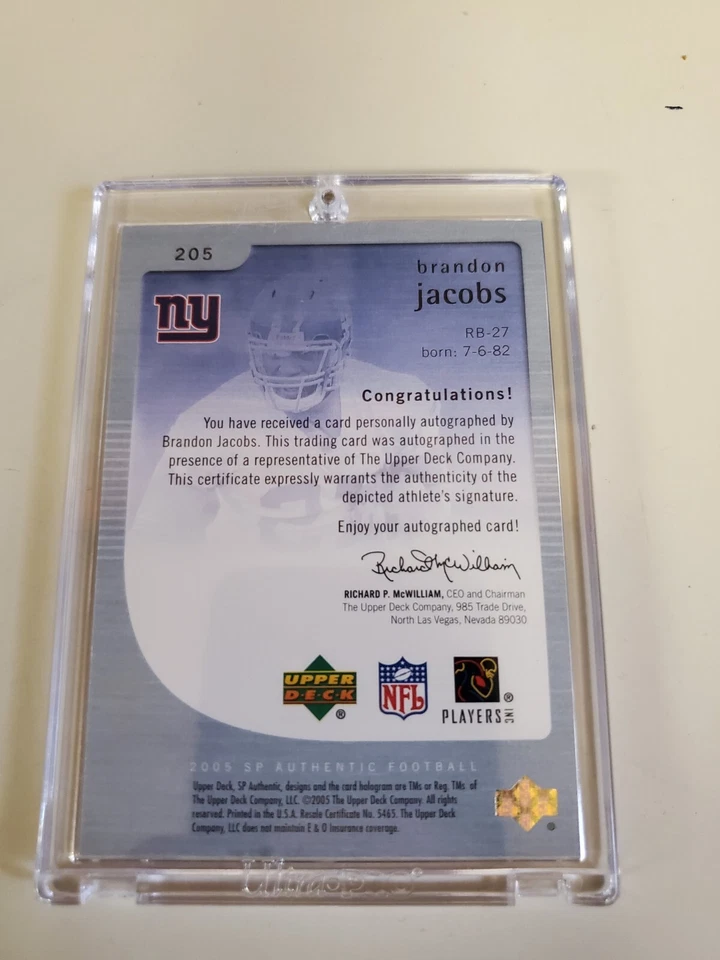 205
ny
brandon
jacobs
RB-27
born: 7-6-82
Congratulations!
You have received a card personally autographed by
Brandon Jacobs. This trading card was autographed in the
presence of a representative of The Upper Deck Company.
This certificate expressly warrants the authenticity of the
depicted athlete's signature.
Enjoy your autographed card!
Richard McWilliam
RICHARD P. McWILLIAM, CEO and Chairman
The Upper Deck Company, 985 Trade Drive,
North Las Vegas, Nevada 89030
UPPER
D·E·C·K
®
NFL
PLAYERS INC ®
2005 SP AUTHENTIC FOOTBALL
Upper Deck, SP Authentic, designs and the card hologram are TMs or Reg. TMs of
The Upper Deck Company, LLC. ©2005 The Upper Deck Company. All rights
reserved. Printed in the U.S.A. Resale Certificate No. 5465. The Upper Deck
Company, LLC does not maintain E & O Insurance coverage.
Ultra·pro®